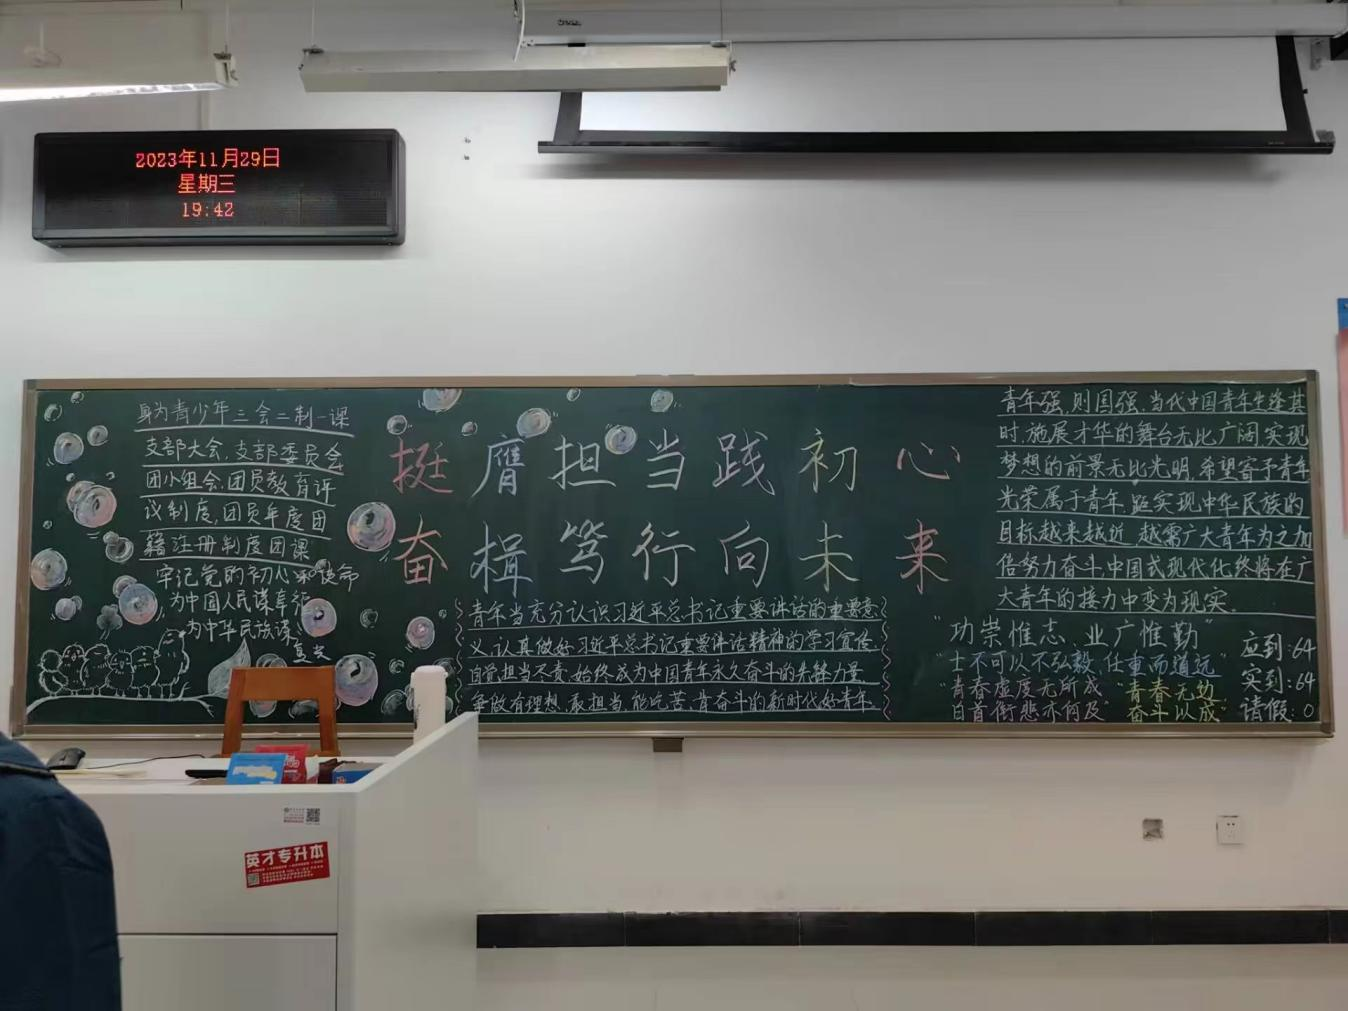 2023年11月29日
星期三
19:42
身为青少年三会二制一课
支部大会,支部委员会
团小组会,团员教育评
议制度,团员年度团
籍注册制度团课
牢记党的初心和使命
为中国人民谋幸福
为中华民族谋
复兴
挺膺担当践初心
奋楫笃行向未来
青年当充分认识习近平总书记重要讲话的重要意
义,认真做好习近平总书记重要讲话精神的学习宣传
自觉担当尽责,始终成为中国青年永久奋斗的先锋力量
争做有理想,敢担当,能吃苦,肯奋斗的新时代好青年
青年强,则国强,当代中国青年生逢其
时,施展才华的舞台无比广阔,实现
梦想的前景无比光明,希望寄予青年
光荣属于青年,距实现中华民族的
目标越来越近,越需广大青年为之加
倍努力奋斗中国式现代化终将在广
大青年的接力中变为现实。
"功崇惟志,业广惟勤"
"士不可以不弘毅,任重而道远"
"青春虚度无所成
白首衔悲亦何及"
"青春无边
奋斗以成"
应到:64
实到:64
请假:0
英才专升本